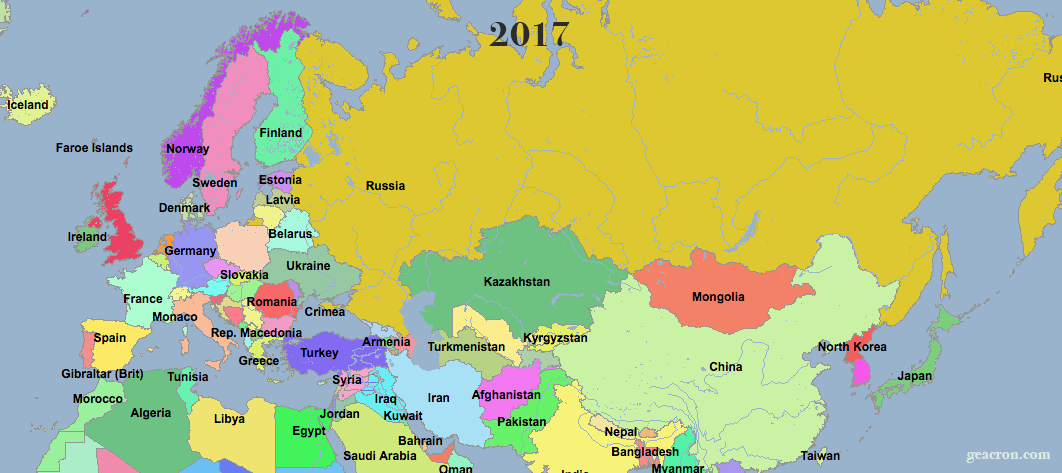 2017
Rus
Iceland
Faroe Islands
Norway
Finland
Sweden
Estonia
Russia
Latvia
Denmark
Ireland
Belarus
Germany
Ukraine
Slovakia
Kazakhstan
France
Romania
Mongolia
Monaco
Crimea
Spain
Rep. Macedonia
Armenia
Kyrgyzstan
Turkmenistan
North Korea
Greece
Turkey
China
Gibraltar (Brit)
Tunisia
Syria
Japan
Morocco
Iraq
Iran
Afghanistan
Algeria
Libya
Jordan
Kuwait
Pakistan
Egypt
Nepal
Bahrain
Bangladesh
Saudi Arabia
Taiwan
geacron.com
Oman
India
Myanmar